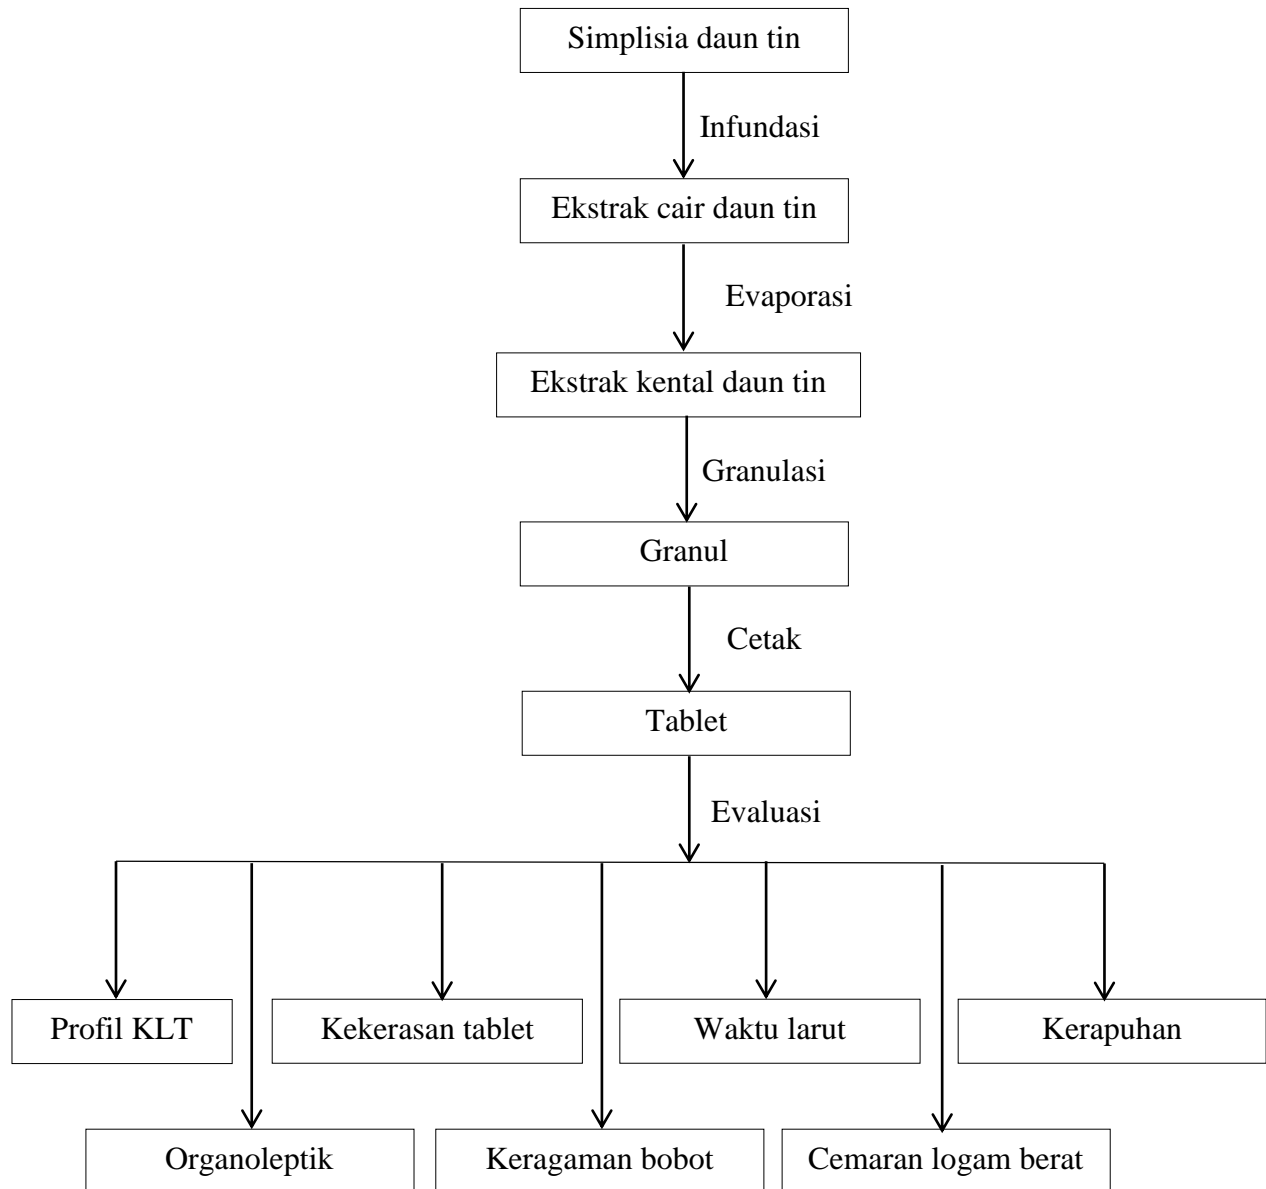 Simplisia daun tin
Infundasi
Ekstrak cair daun tin
Evaporasi
Ekstrak kental daun tin
Granulasi
Granul
Cetak
Tablet
Evaluasi
Profil KLT
Kekerasan tablet
Waktu larut
Kerapuhan
Organoleptik
Keragaman bobot
Cemaran logam berat